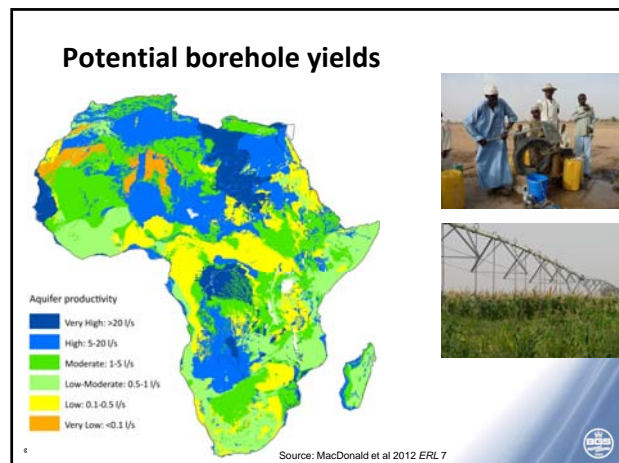 Potential borehole yields
Aquifer productivity
Very High: >20 l/s
High: 5-20 l/s
Moderate: 1-5 l/s
Low-Moderate: 0.5-1 l/s
Low: 0.1-0.5 l/s
Very Low: <0.1 l/s
Source: MacDonald et al 2012 ERL 7
BGS